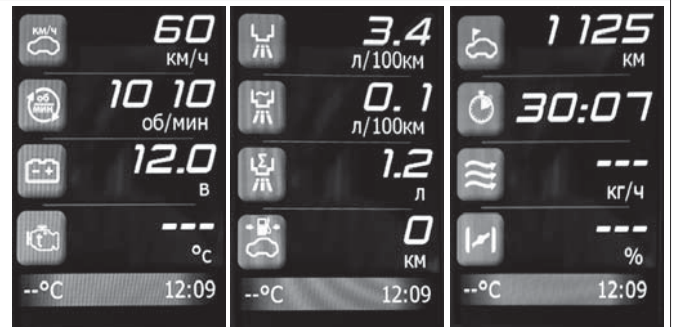 км/ч
60
км/ч
об
мин
10 10
об/мин
12.0
В
t
---
°C
--°C 12:09
3.4
л/100км
0. 1
л/100км
Σ
1.2
л
0
км
--°C 12:09
1 125
км
30:07
---
кг/ч
---
%
--°C 12:09